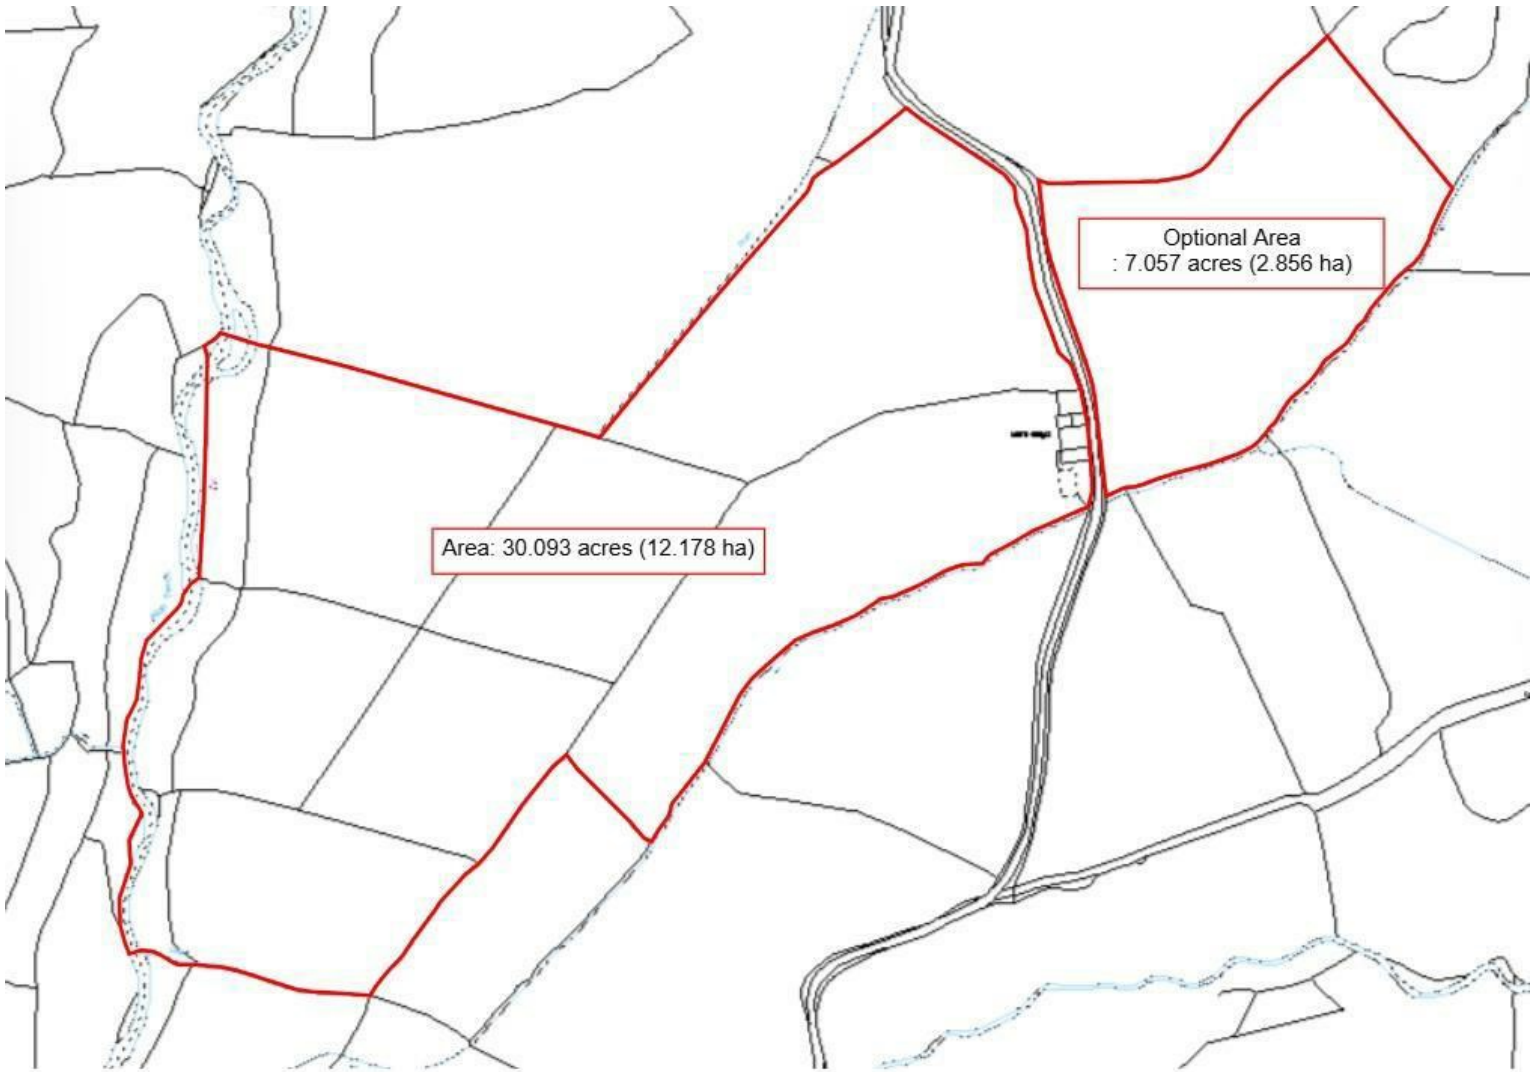 Optional Area
: 7.057 acres (2.856 ha)
Area: 30.093 acres (12.178 ha)